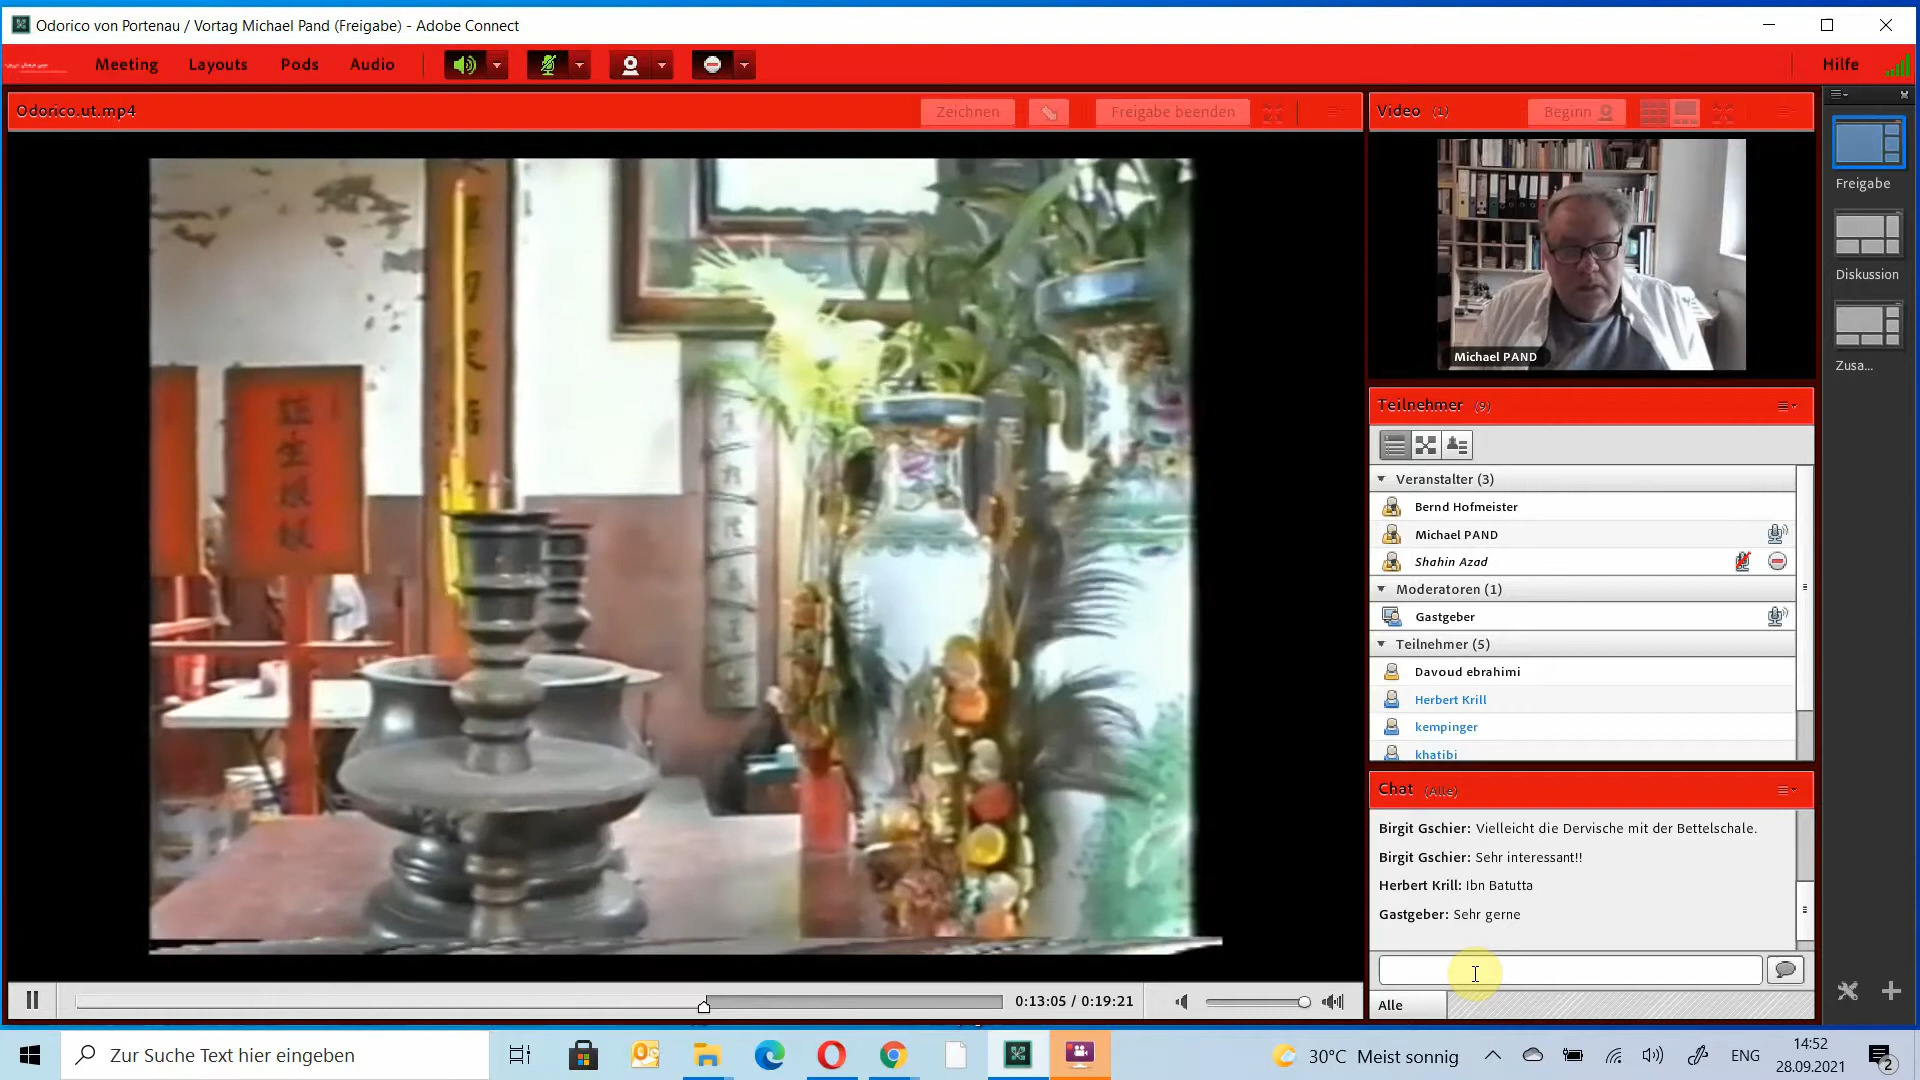 Odorico von Portenau / Vortag Michael Pand (Freigabe) - Adobe Connect
Meeting Layouts Pods Audio Hilfe
Odorico.ut.mp4 Zeichnen Freigabe beenden
Video (1) Beginn
Michael PAND
Freigabe
Diskussion
Zusa...
Teilnehmer (9)
Veranstalter (3)
Bernd Hofmeister
Michael PAND
Shahin Azad
Moderatoren (1)
Gastgeber
Teilnehmer (5)
Davoud ebrahimi
Herbert Krill
kempinger
khatibi
Chat (Alle)
Birgit Gschier: Vielleicht die Dervische mit der Bettelschale.
Birgit Gschier: Sehr interessant!!
Herbert Krill: Ibn Batutta
Gastgeber: Sehr gerne
Alle
0:13:05 / 0:19:21
Zur Suche Text hier eingeben
30°C Meist sonnig
ENG
14:52
28.09.2021
2